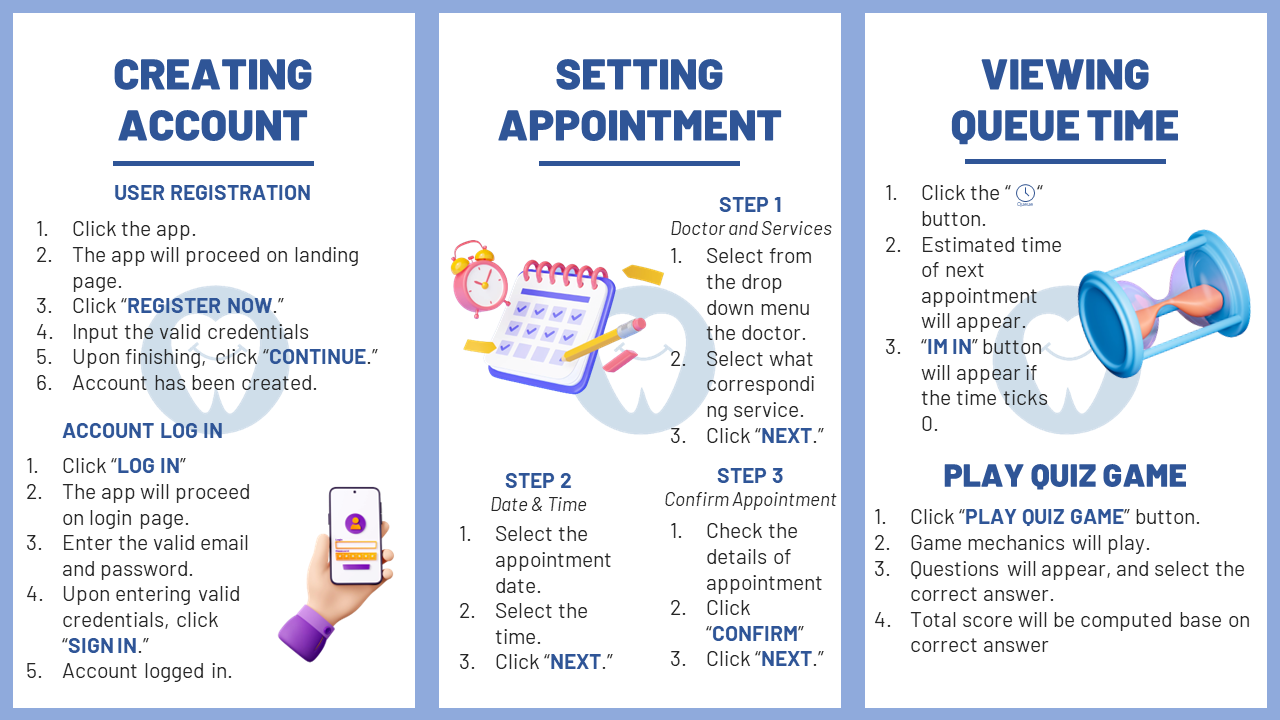 CREATING
ACCOUNT
USER REGISTRATION
1. Click the app.
2. The app will proceed on landing
page.
3. Click “REGISTER NOW.”
4. Input the valid credentials
5. Upon finishing, click “CONTINUE.”
6. Account has been created.
ACCOUNT LOG IN
1. Click “LOG IN”
2. The app will proceed
on login page.
3. Enter the valid email
and password.
4. Upon entering valid
credentials, click
“SIGN IN.”
5. Account logged in.
SETTING
APPOINTMENT
STEP 1
Doctor and Services
1. Select from
the drop
down menu
the doctor.
2. Select what
correspondi
ng service.
3. Click “NEXT.”
STEP 2
Date & Time
1. Select the
appointment
date.
2. Select the
time.
3. Click “NEXT.”
STEP 3
Confirm Appointment
1. Check the
details of
appointment
2. Click
“CONFIRM”
3. Click “NEXT.”
VIEWING
QUEUE TIME
1. Click the “ Queue “
button.
2. Estimated time
of next
appointment
will appear.
3. “IM IN” button
will appear if
the time ticks
0.
PLAY QUIZ GAME
1. Click “PLAY QUIZ GAME” button.
2. Game mechanics will play.
3. Questions will appear, and select the
correct answer.
4. Total score will be computed base on
correct answer